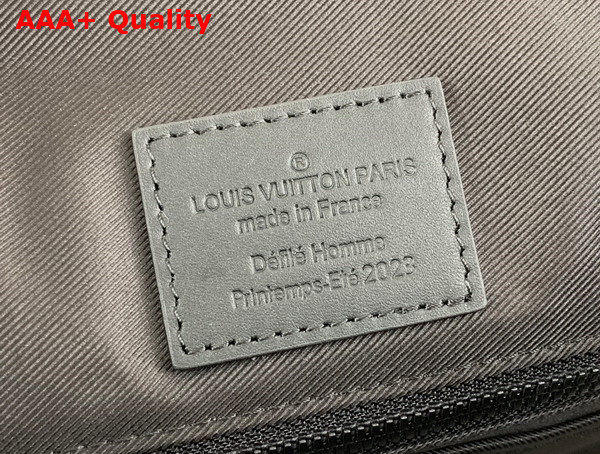 AAA+ Quality
®
LOUIS VUITTON PARIS
made in France
Défilé Homme
Printemps-Eté 2023